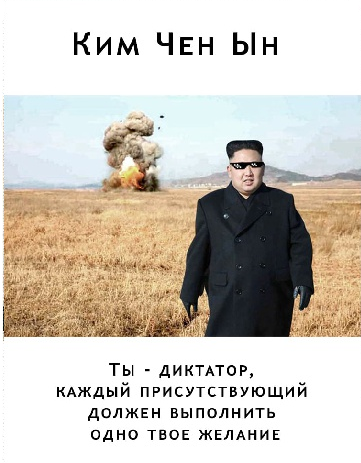 Ким Чен Ын
Ты - диктатор,
каждый присутствующий
должен выполнить
одно твое желание